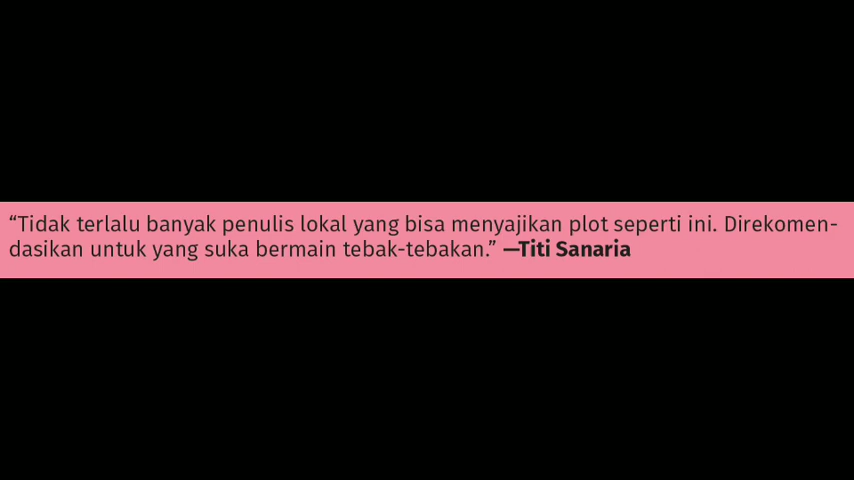 “Tidak terlalu banyak penulis lokal yang bisa menyajikan plot seperti ini. Direkomen-
dasikan untuk yang suka bermain tebak-tebakan.” —Titi Sanaria